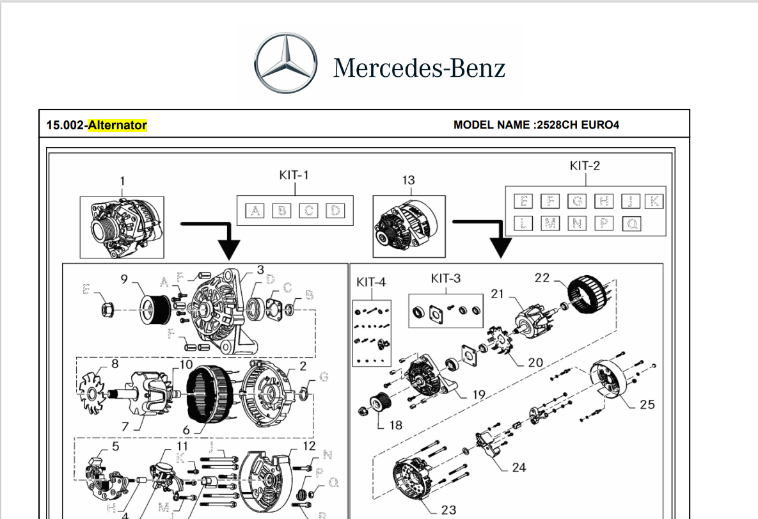 Mercedes-Benz
15.002-Alternator
MODEL NAME :2528CH EURO4
KIT-2
KIT-1
1
13
A B C D
E F G H J K
L M N P Q
9
A
F
3
D
C
B
E
F
KIT-4
KIT-3
21
22
20
19
18
25
24
23
8
10
2
G
7
6
5
11
K
J
12
N
P
Q
H
M
4
L